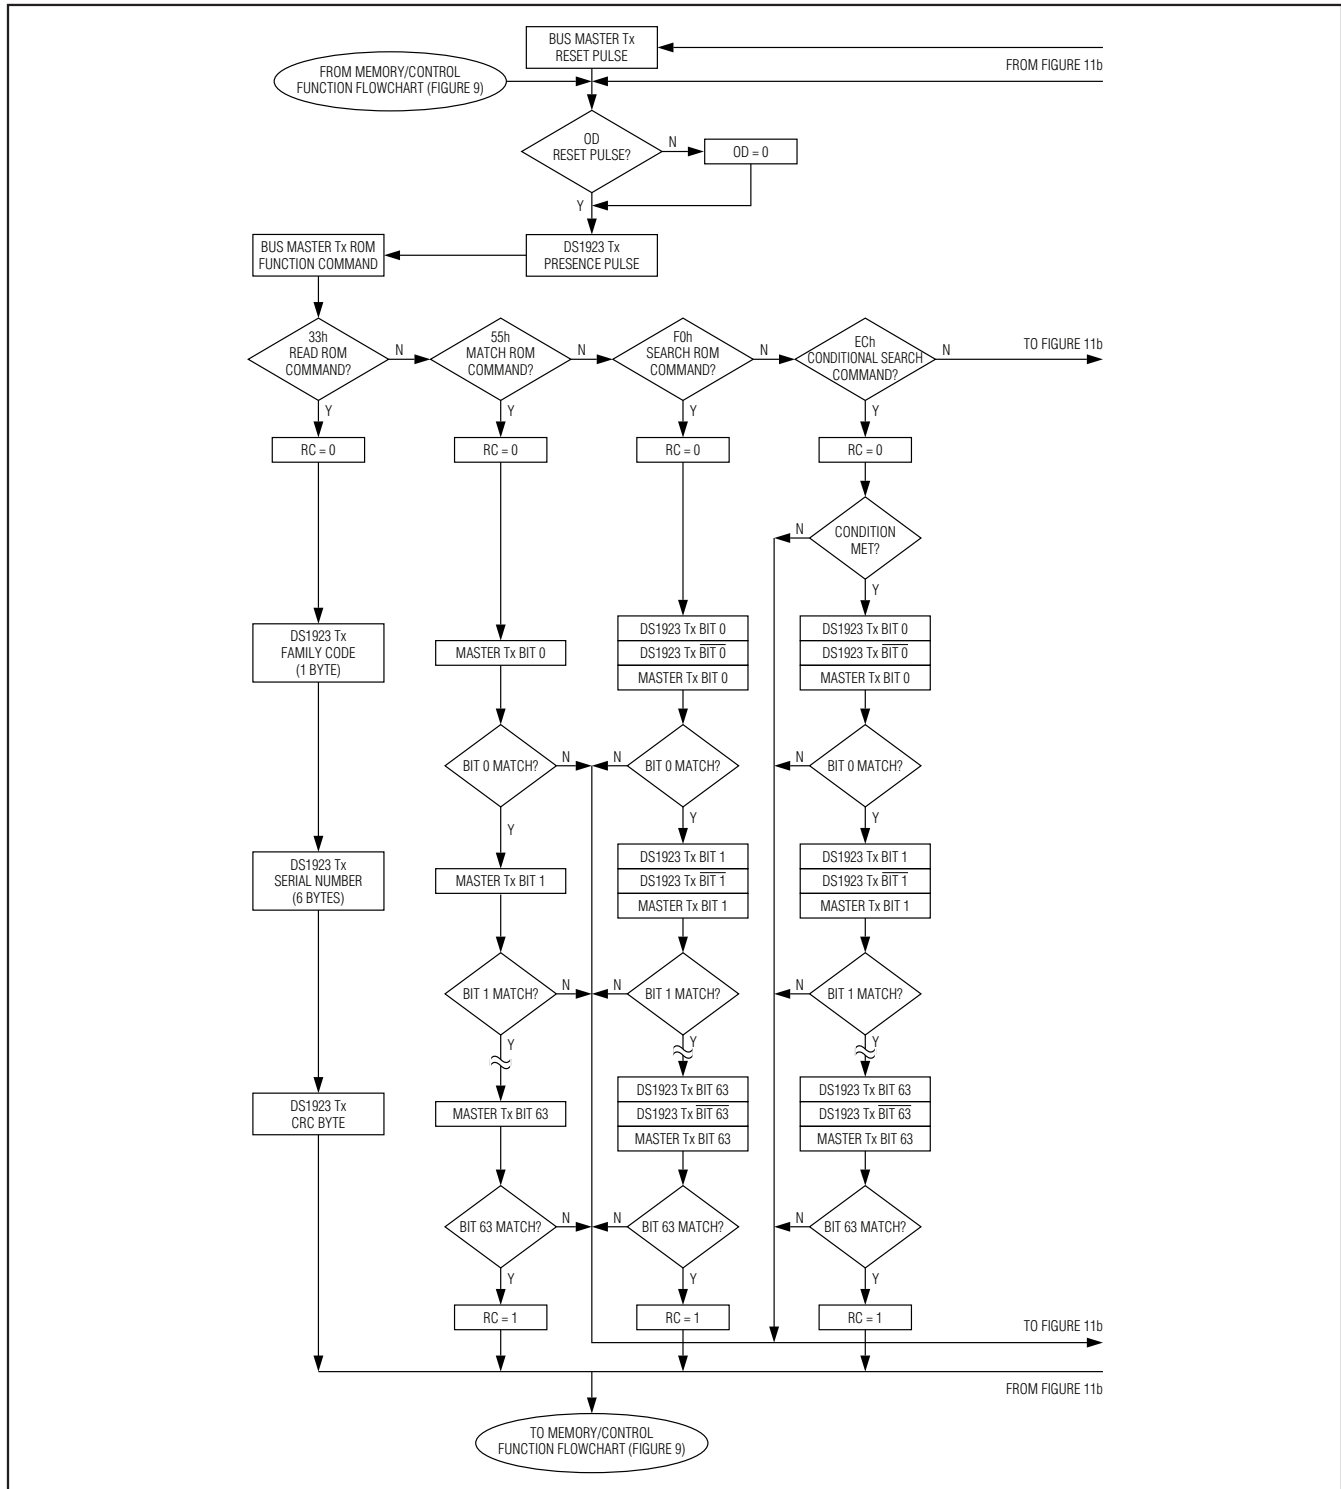 BUS MASTER Tx
RESET PULSE
FROM FIGURE 11b
FROM MEMORY/CONTROL
FUNCTION FLOWCHART (FIGURE 9)
OD
RESET PULSE?
N
OD = 0
Y
BUS MASTER Tx ROM
FUNCTION COMMAND
DS1923 Tx
PRESENCE PULSE
33h
READ ROM
COMMAND?
N
55h
MATCH ROM
COMMAND?
N
F0h
SEARCH ROM
COMMAND?
N
ECh
CONDITIONAL SEARCH
COMMAND?
N
TO FIGURE 11b
Y
Y
Y
Y
RC = 0
RC = 0
RC = 0
RC = 0
N
CONDITION
MET?
Y
DS1923 Tx
FAMILY CODE
(1 BYTE)
MASTER Tx BIT 0
DS1923 Tx BIT 0
DS1923 Tx B̅I̅T̅ ̅0̅
MASTER Tx BIT 0
DS1923 Tx BIT 0
DS1923 Tx B̅I̅T̅ ̅0̅
MASTER Tx BIT 0
BIT 0 MATCH?
N
N
BIT 0 MATCH?
N
BIT 0 MATCH?
Y
Y
Y
DS1923 Tx
SERIAL NUMBER
(6 BYTES)
MASTER Tx BIT 1
DS1923 Tx BIT 1
DS1923 Tx B̅I̅T̅ ̅1̅
MASTER Tx BIT 1
DS1923 Tx BIT 1
DS1923 Tx B̅I̅T̅ ̅1̅
MASTER Tx BIT 1
BIT 1 MATCH?
N
N
BIT 1 MATCH?
N
BIT 1 MATCH?
Y
Y
Y
DS1923 Tx
CRC BYTE
MASTER Tx BIT 63
DS1923 Tx BIT 63
DS1923 Tx B̅I̅T̅ ̅6̅3̅
MASTER Tx BIT 63
DS1923 Tx BIT 63
DS1923 Tx B̅I̅T̅ ̅6̅3̅
MASTER Tx BIT 63
BIT 63 MATCH?
N
N
BIT 63 MATCH?
N
BIT 63 MATCH?
Y
Y
Y
RC = 1
RC = 1
RC = 1
TO FIGURE 11b
FROM FIGURE 11b
TO MEMORY/CONTROL
FUNCTION FLOWCHART (FIGURE 9)